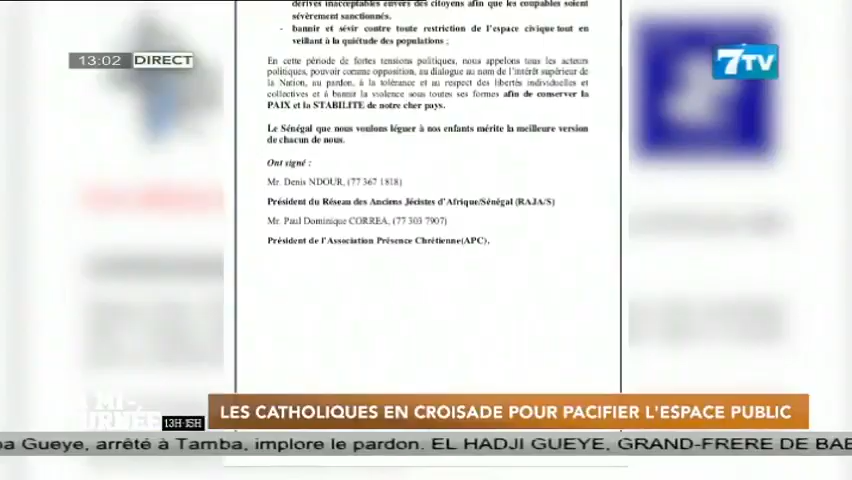 dérives inacceptables envers des citoyens afin que les coupables soient
sévèrement sanctionnés.
- bannir et sévir contre toute restriction de l'espace civique tout en
veillant à la quiétude des populations ;
13:02 DIRECT
7TV
En cette période de fortes tensions politiques, nous appelons tous les acteurs
politiques, pouvoir comme opposition, au dialogue au nom de l'intérêt supérieur de
la Nation, au pardon, à la tolérance et au respect des libertés individuelles et
collectives et à bannir la violence sous toutes ses formes afin de conserver la
PAIX et la STABILITE de notre cher pays.
Le Sénégal que nous voulons léguer à nos enfants mérite la meilleure version
de chacun de nous.
Ont signé :
Mr. Denis NDOUR, (77 367 1818)
Président du Réseau des Anciens Jécistes d'Afrique/Sénégal (RAJA/S)
Mr. Paul Dominique CORREA, (77 303 7907)
Président de l'Association Présence Chrétienne(APC).
MI-
13H-15H
LES CATHOLIQUES EN CROISADE POUR PACIFIER L'ESPACE PUBLIC
ba Gueye, arrêté à Tamba, implore le pardon. EL HADJI GUEYE, GRAND-FRERE DE BAB